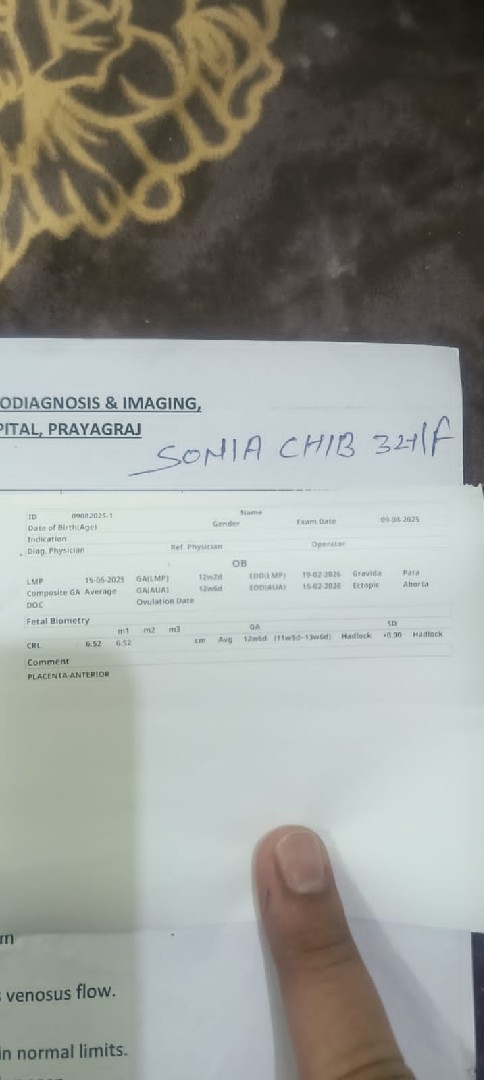 ODIAGNOSIS & IMAGING,
PITAL, PRAYAGRAJ
SONIA CHIB 32Y/F
ID 09082025-1 Name
Date of Birth(Age) Gender Exam Date 09-08-2025
Indication
Diag. Physician Ref. Physician Operator
OB
LMP 15-05-2025 GA(LMP) 12w2d EDD(LMP) 19-02-2026 Gravida Para
Composite GA Average GA(AUA) 12w6d EDD(AUA) 15-02-2026 Ectopic Aborta
DOC Ovulation Date
Fetal Biometry
m1 m2 m3 GA SD
CRL 6.52 6.52 cm Avg 12w6d (11w5d-13w6d) Hadlock Hadlock
Comment
PLACENTA-ANTERIOR
m
s venosus flow.
in normal limits.